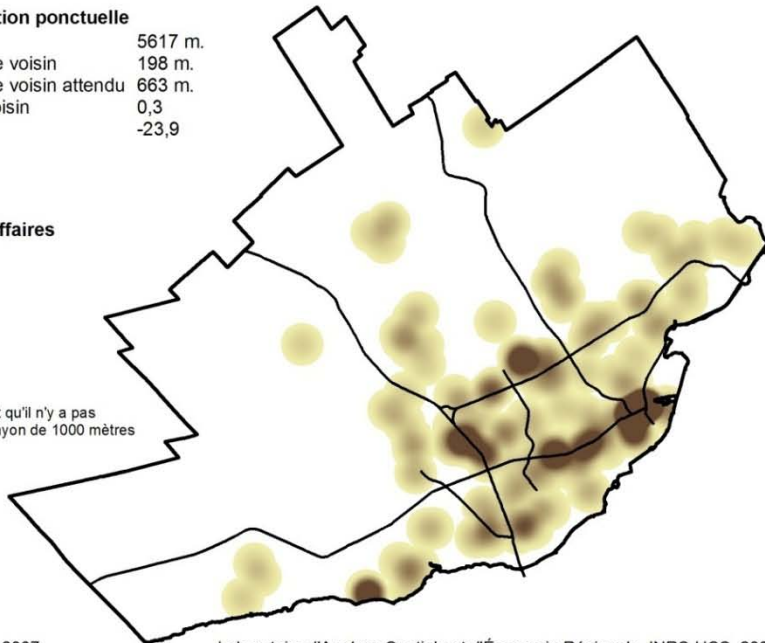 tion ponctuelle
5617 m.
e voisin 198 m.
e voisin attendu 663 m.
oisin 0,3
-23,9
ffaires
t qu'il n'y a pas
yon de 1000 mètres